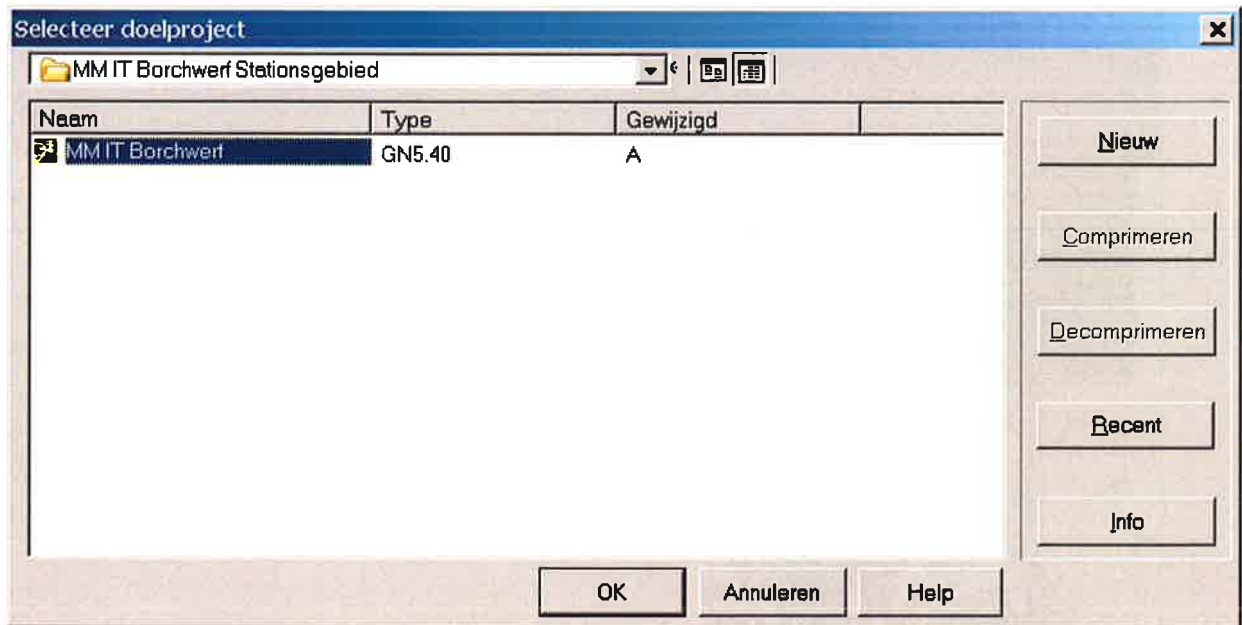 Selecteer doelproject
MM IT Borchwerf Stationsgebied
Naam Type Gewijzigd
MM IT Borchwerf GN5.40 A
Nieuw
Comprimeren
Decomprimeren
Recent
Info
OK Annuleren Help